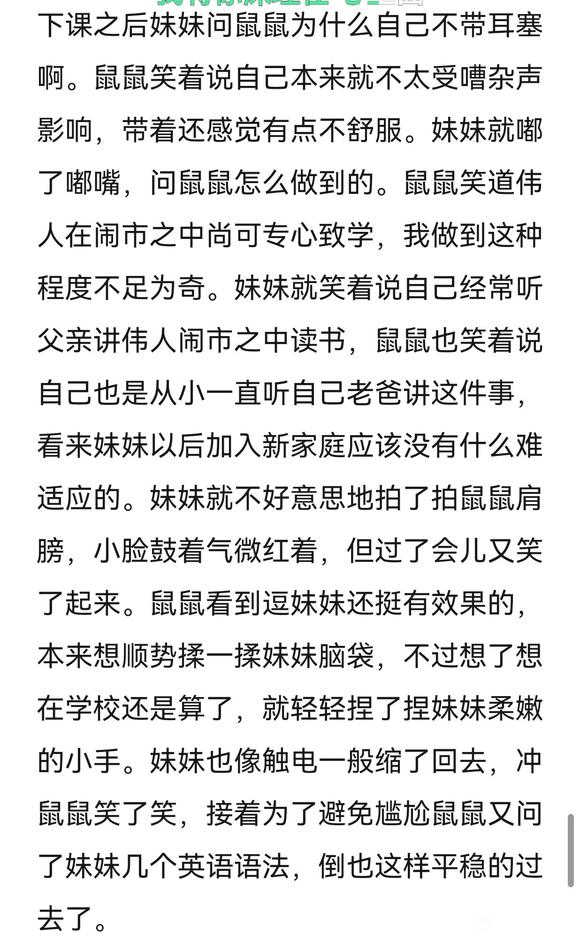 下课之后妹妹问鼠鼠为什么自己不带耳塞
啊。鼠鼠笑着说自己本来就不太受嘈杂声
影响，带着还感觉有点不舒服。妹妹就嘟
了嘟嘴，问鼠鼠怎么做到的。鼠鼠笑道伟
人在闹市之中尚可专心致学，我做到这种
程度不足为奇。妹妹就笑着说自己经常听
父亲讲伟人闹市之中读书，鼠鼠也笑着说
自己也是从小一直听自己老爸讲这件事，
看来妹妹以后加入新家庭应该没有什么难
适应的。妹妹就不好意思地拍了拍鼠鼠肩
膀，小脸鼓着气微红着，但过了会儿又笑
了起来。鼠鼠看到逗妹妹还挺有效果的，
本来想顺势揉一揉妹妹脑袋，不过想了想
在学校还是算了，就轻轻捏了捏妹妹柔嫩
的小手。妹妹也像触电一般缩了回去，冲
鼠鼠笑了笑，接着为了避免尴尬鼠鼠又问
了妹妹几个英语语法，倒也这样平稳的过
去了。